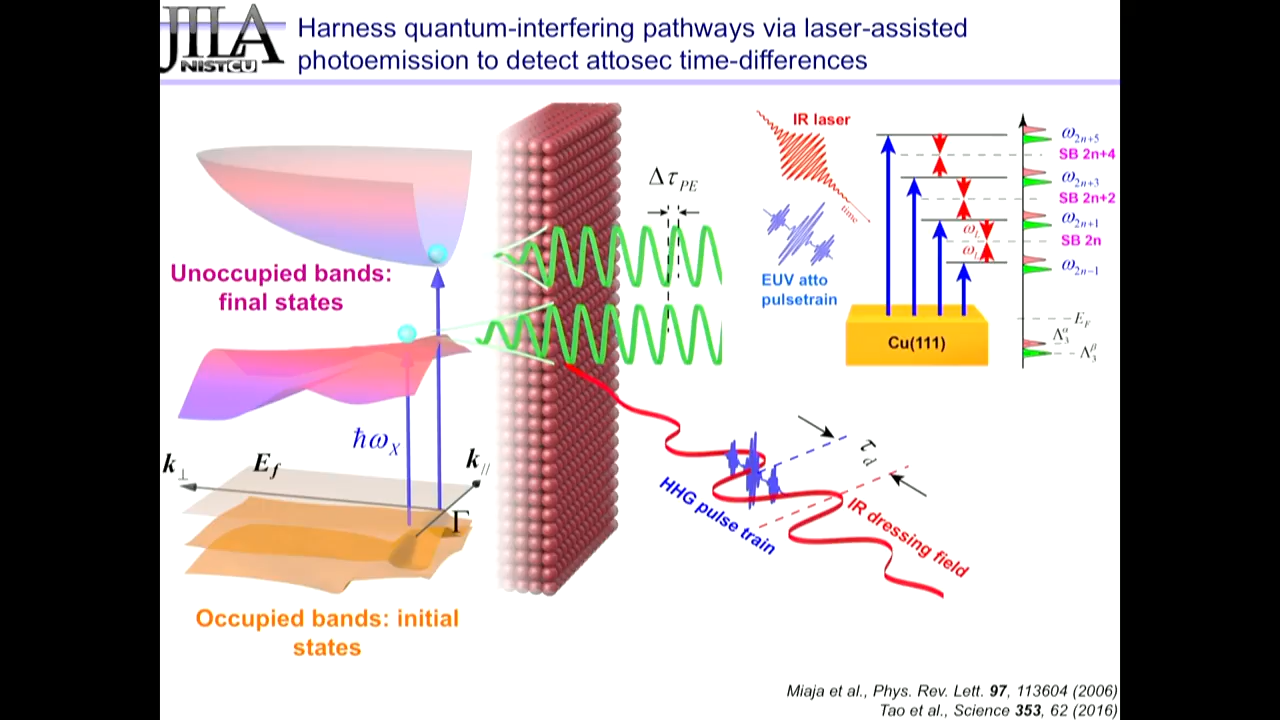 JILA
NIST CU
Harness quantum-interfering pathways via laser-assisted
photoemission to detect attosec time-differences
Unoccupied bands:
final states
ħω_X
k_⊥
E_f
k_//
Γ
Occupied bands: initial
states
Δτ_PE
HHG pulse train
IR dressing field
τ_d
IR laser
time
EUV atto
pulsetrain
ω_L
ω_L
Cu(111)
ω_2n+5
SB 2n+4
ω_2n+3
SB 2n+2
ω_2n+1
SB 2n
ω_2n−1
E_F
Λ_3^α
Λ_3^β
Miaja et al., Phys. Rev. Lett. 97, 113604 (2006)
Tao et al., Science 353, 62 (2016)